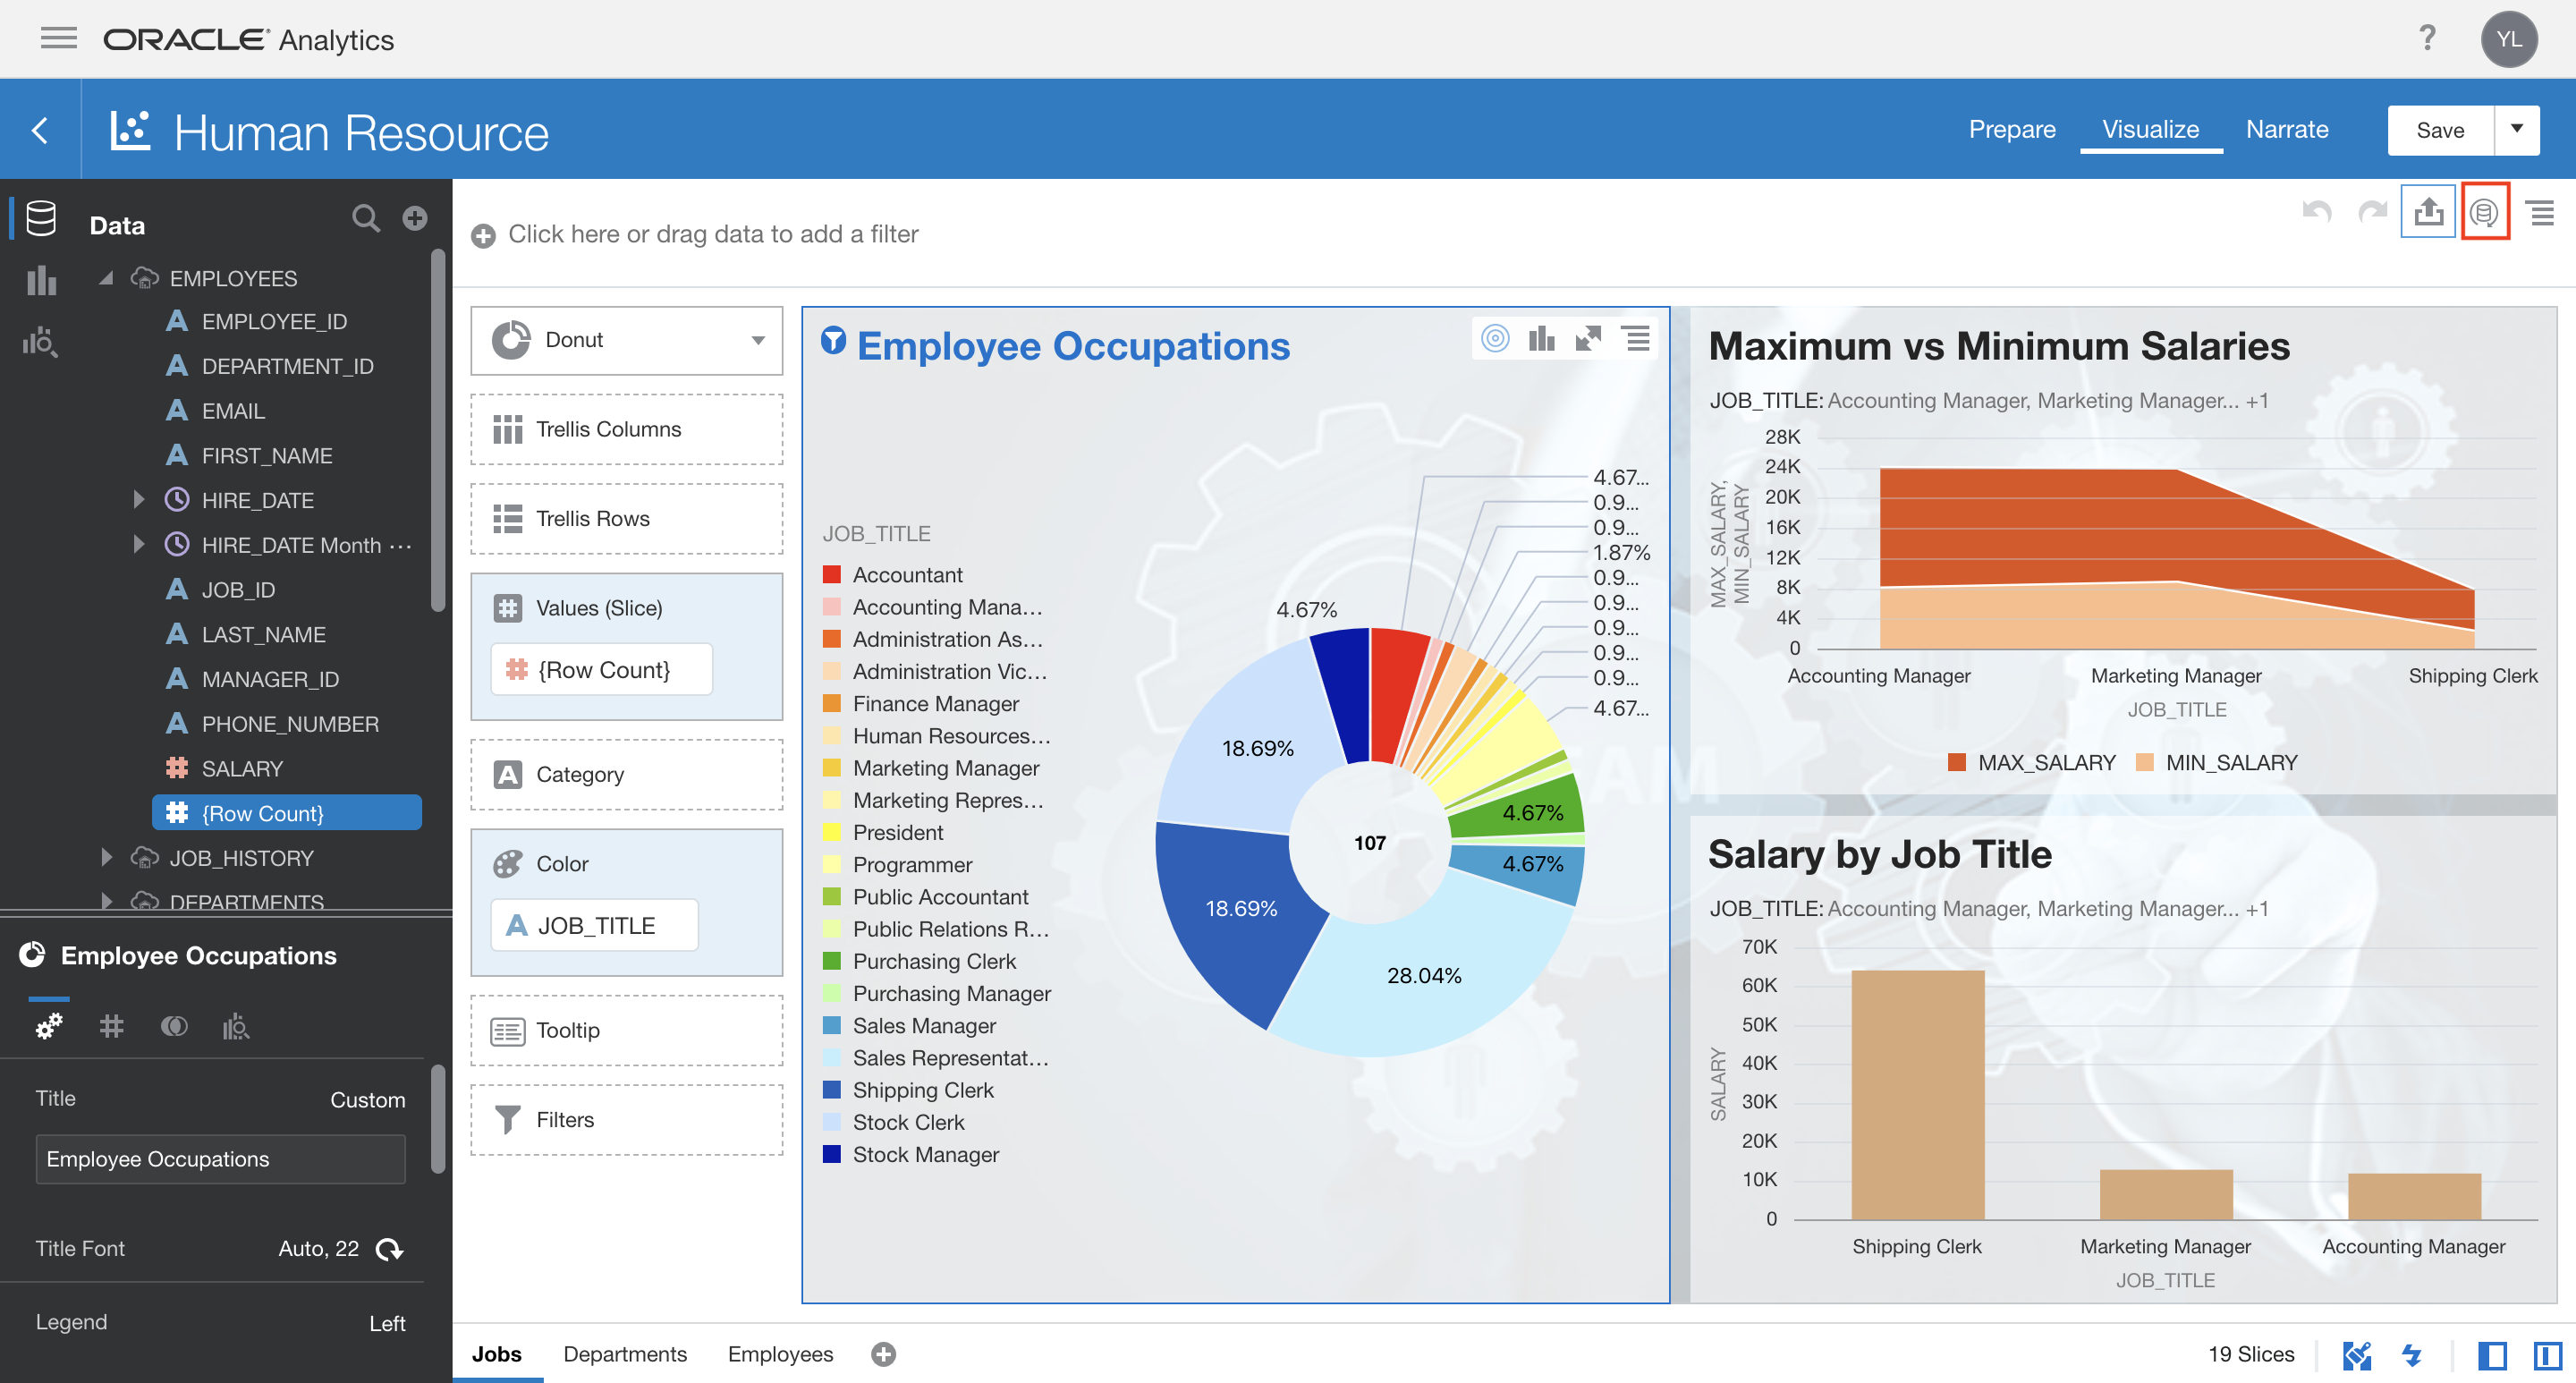 ORACLE® Analytics
?
YL
Human Resource
Prepare
Visualize
Narrate
Save
Data
Click here or drag data to add a filter
EMPLOYEES
EMPLOYEE_ID
DEPARTMENT_ID
EMAIL
FIRST_NAME
HIRE_DATE
HIRE_DATE Month ...
JOB_ID
LAST_NAME
MANAGER_ID
PHONE_NUMBER
SALARY
{Row Count}
JOB_HISTORY
DEPARTMENTS
Employee Occupations
Title
Custom
Employee Occupations
Title Font
Auto, 22
Legend
Left
Donut
Trellis Columns
Trellis Rows
Values (Slice)
{Row Count}
Category
Color
JOB_TITLE
Tooltip
Filters
Employee Occupations
JOB_TITLE
Accountant
Accounting Mana...
Administration As...
Administration Vic...
Finance Manager
Human Resources...
Marketing Manager
Marketing Repres...
President
Programmer
Public Accountant
Public Relations R...
Purchasing Clerk
Purchasing Manager
Sales Manager
Sales Representat...
Shipping Clerk
Stock Clerk
Stock Manager
4.67...
0.9...
0.9...
1.87%
0.9...
0.9...
0.9...
0.9...
0.9...
4.67...
4.67%
18.69%
4.67%
107
4.67%
18.69%
28.04%
Maximum vs Minimum Salaries
JOB_TITLE: Accounting Manager, Marketing Manager... +1
28K
24K
20K
16K
12K
8K
4K
0
MAX_SALARY,
MIN_SALARY
Accounting Manager
Marketing Manager
Shipping Clerk
JOB_TITLE
MAX_SALARY
MIN_SALARY
Salary by Job Title
JOB_TITLE: Accounting Manager, Marketing Manager... +1
70K
60K
50K
40K
30K
20K
10K
0
SALARY
Shipping Clerk
Marketing Manager
Accounting Manager
JOB_TITLE
Jobs
Departments
Employees
19 Slices